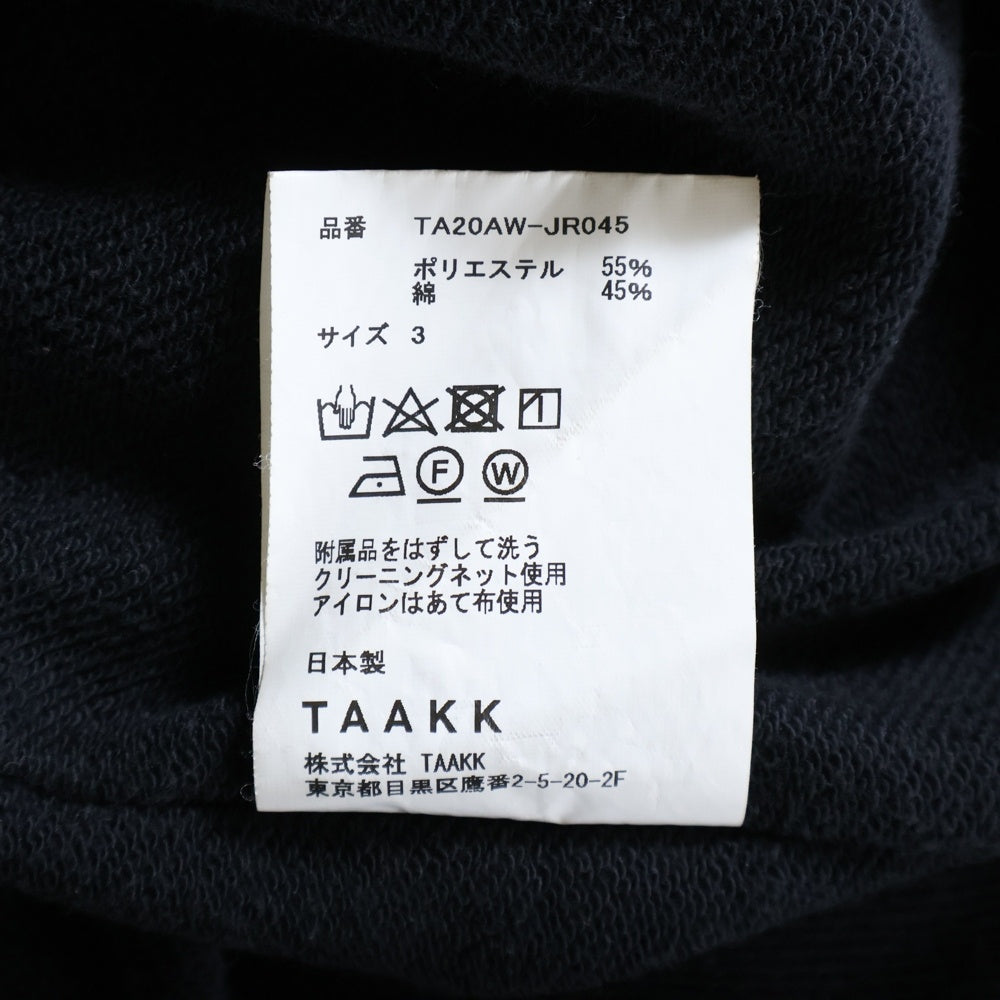 品番 TA20AW-JR045
ポリエステル 55%
綿 45%
サイズ 3
F W
附属品をはずして洗う
クリーニングネット使用
アイロンはあて布使用
日本製
TAAKK
株式会社 TAAKK
東京都目黒区鷹番2-5-20-2F